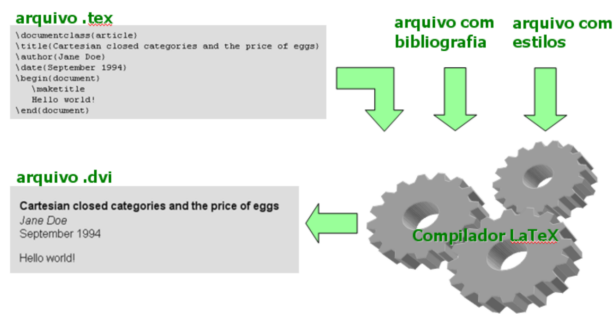 arquivo .tex
\documentclass(article)
\title(Cartesian closed categories and the price of eggs)
\author(Jane Doe)
\date(September 1994)
\begin(document)
\maketitle
Hello world!
\end(document)
arquivo com
bibliografia
arquivo com
estilos
arquivo .dvi
Cartesian closed categories and the price of eggs
Jane Doe
September 1994
Hello world!
Compilador LaTeX